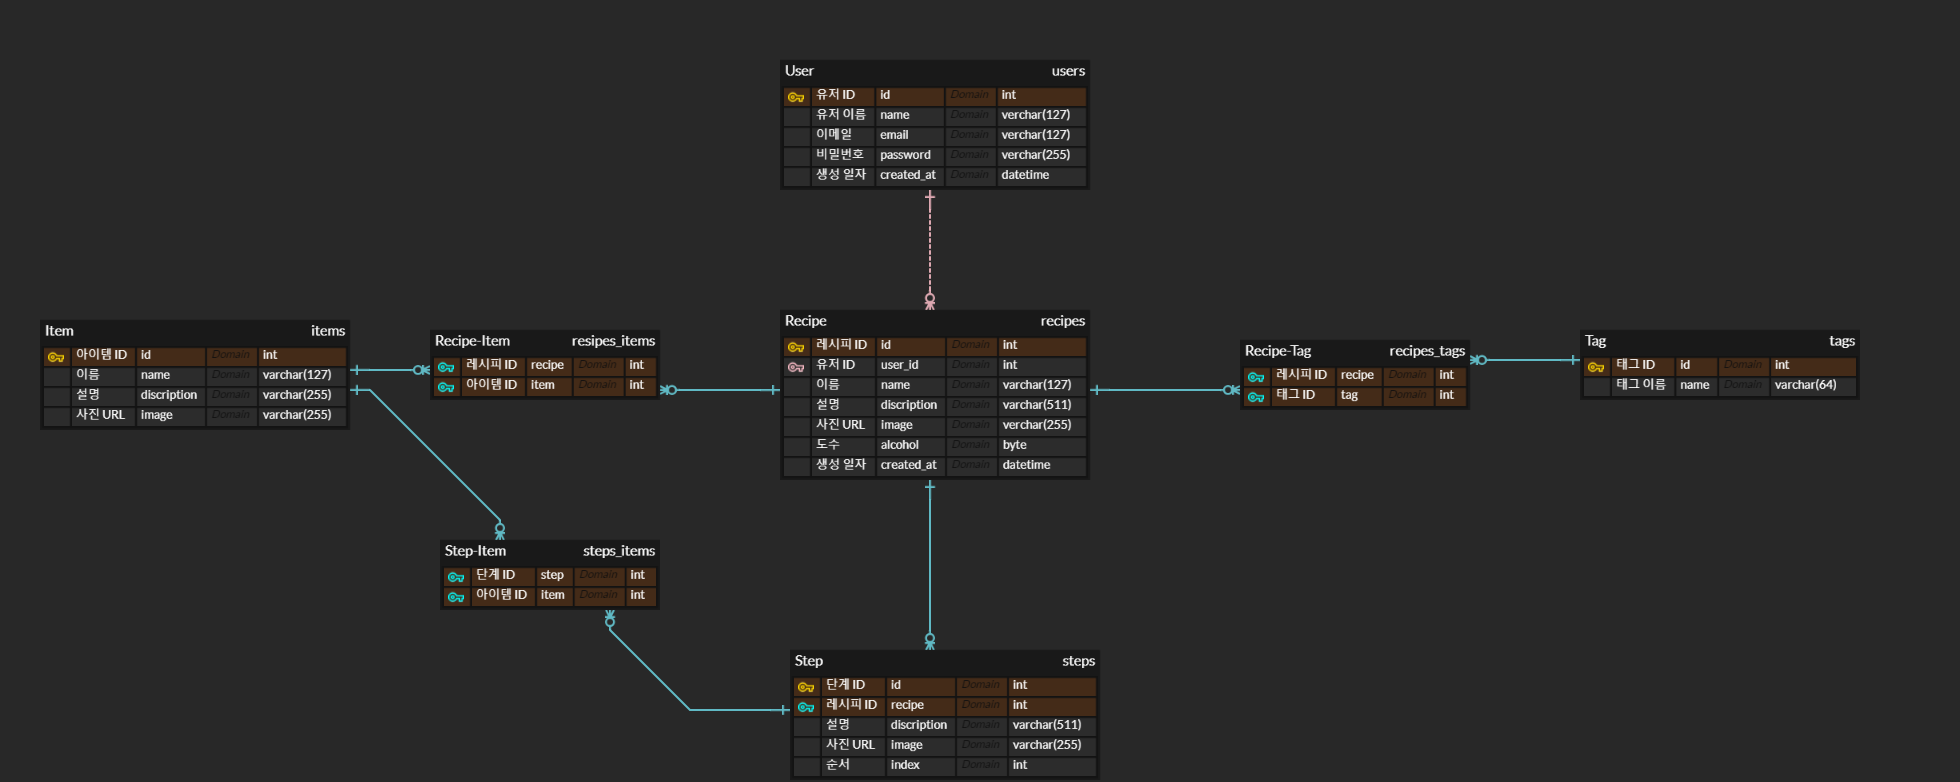 User users
유저 ID id Domain int
유저 이름 name Domain verchar(127)
이메일 email Domain verchar(127)
비밀번호 password Domain verchar(255)
생성 일자 created_at Domain datetime
Item items
아이템 ID id Domain int
이름 name Domain varchar(127)
설명 discription Domain varchar(255)
사진 URL image Domain varchar(255)
Recipe-Item resipes_items
레시피 ID recipe Domain int
아이템 ID item Domain int
Recipe recipes
레시피 ID id Domain int
유저 ID user_id Domain int
이름 name Domain varchar(127)
설명 discription Domain varchar(511)
사진 URL image Domain verchar(255)
도수 alcohol Domain byte
생성 일자 created_at Domain datetime
Recipe-Tag recipes_tags
레시피 ID recipe Domain int
태그 ID tag Domain int
Tag tags
태그 ID id Domain int
태그 이름 name Domain varchar(64)
Step-Item steps_items
단계 ID step Domain int
아이템 ID item Domain int
Step steps
단계 ID id Domain int
레시피 ID recipe Domain int
설명 discription Domain varchar(511)
사진 URL image Domain varchar(255)
순서 index Domain int